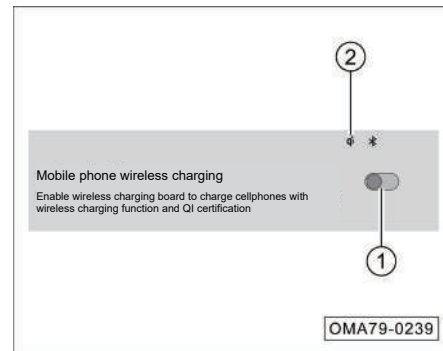 2
Mobile phone wireless charging
Enable wireless charging board to charge cellphones with
wireless charging function and QI certification
1
OMA79-0239